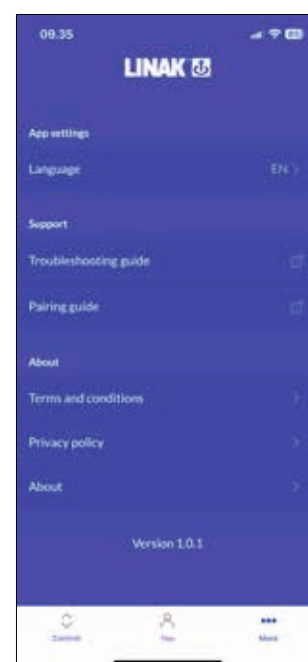 09.35
LINAK
App settings
Language EN
Support
Troubleshooting guide
Pairing guide
About
Terms and conditions
Privacy policy
About
Version 1.0.1
Control You More